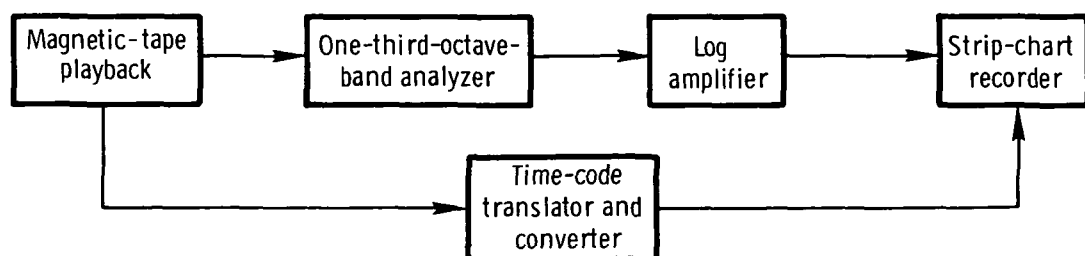 Magnetic-tape
playback
One-third-octave-
band analyzer
Log
amplifier
Strip-chart
recorder
Time-code
translator and
converter